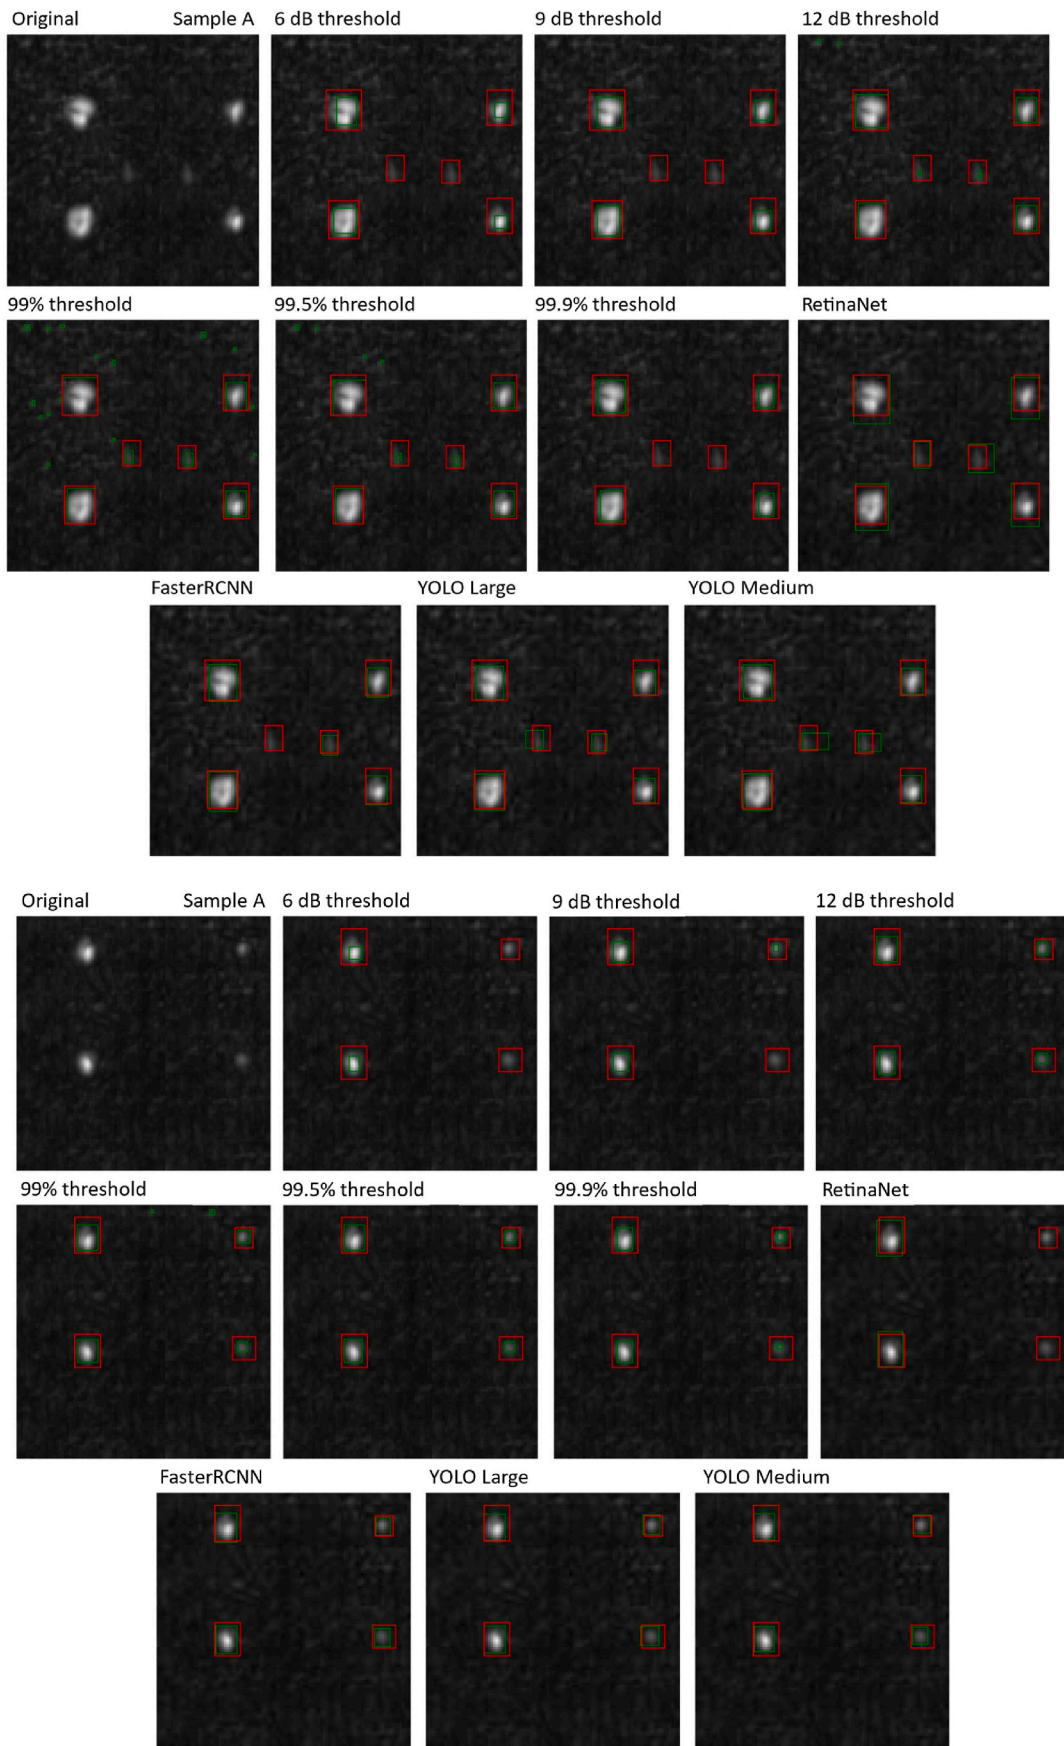 Original Sample A 6 dB threshold 9 dB threshold 12 dB threshold
99% threshold 99.5% threshold 99.9% threshold RetinaNet
FasterRCNN YOLO Large YOLO Medium
Original Sample A 6 dB threshold 9 dB threshold 12 dB threshold
99% threshold 99.5% threshold 99.9% threshold RetinaNet
FasterRCNN YOLO Large YOLO Medium